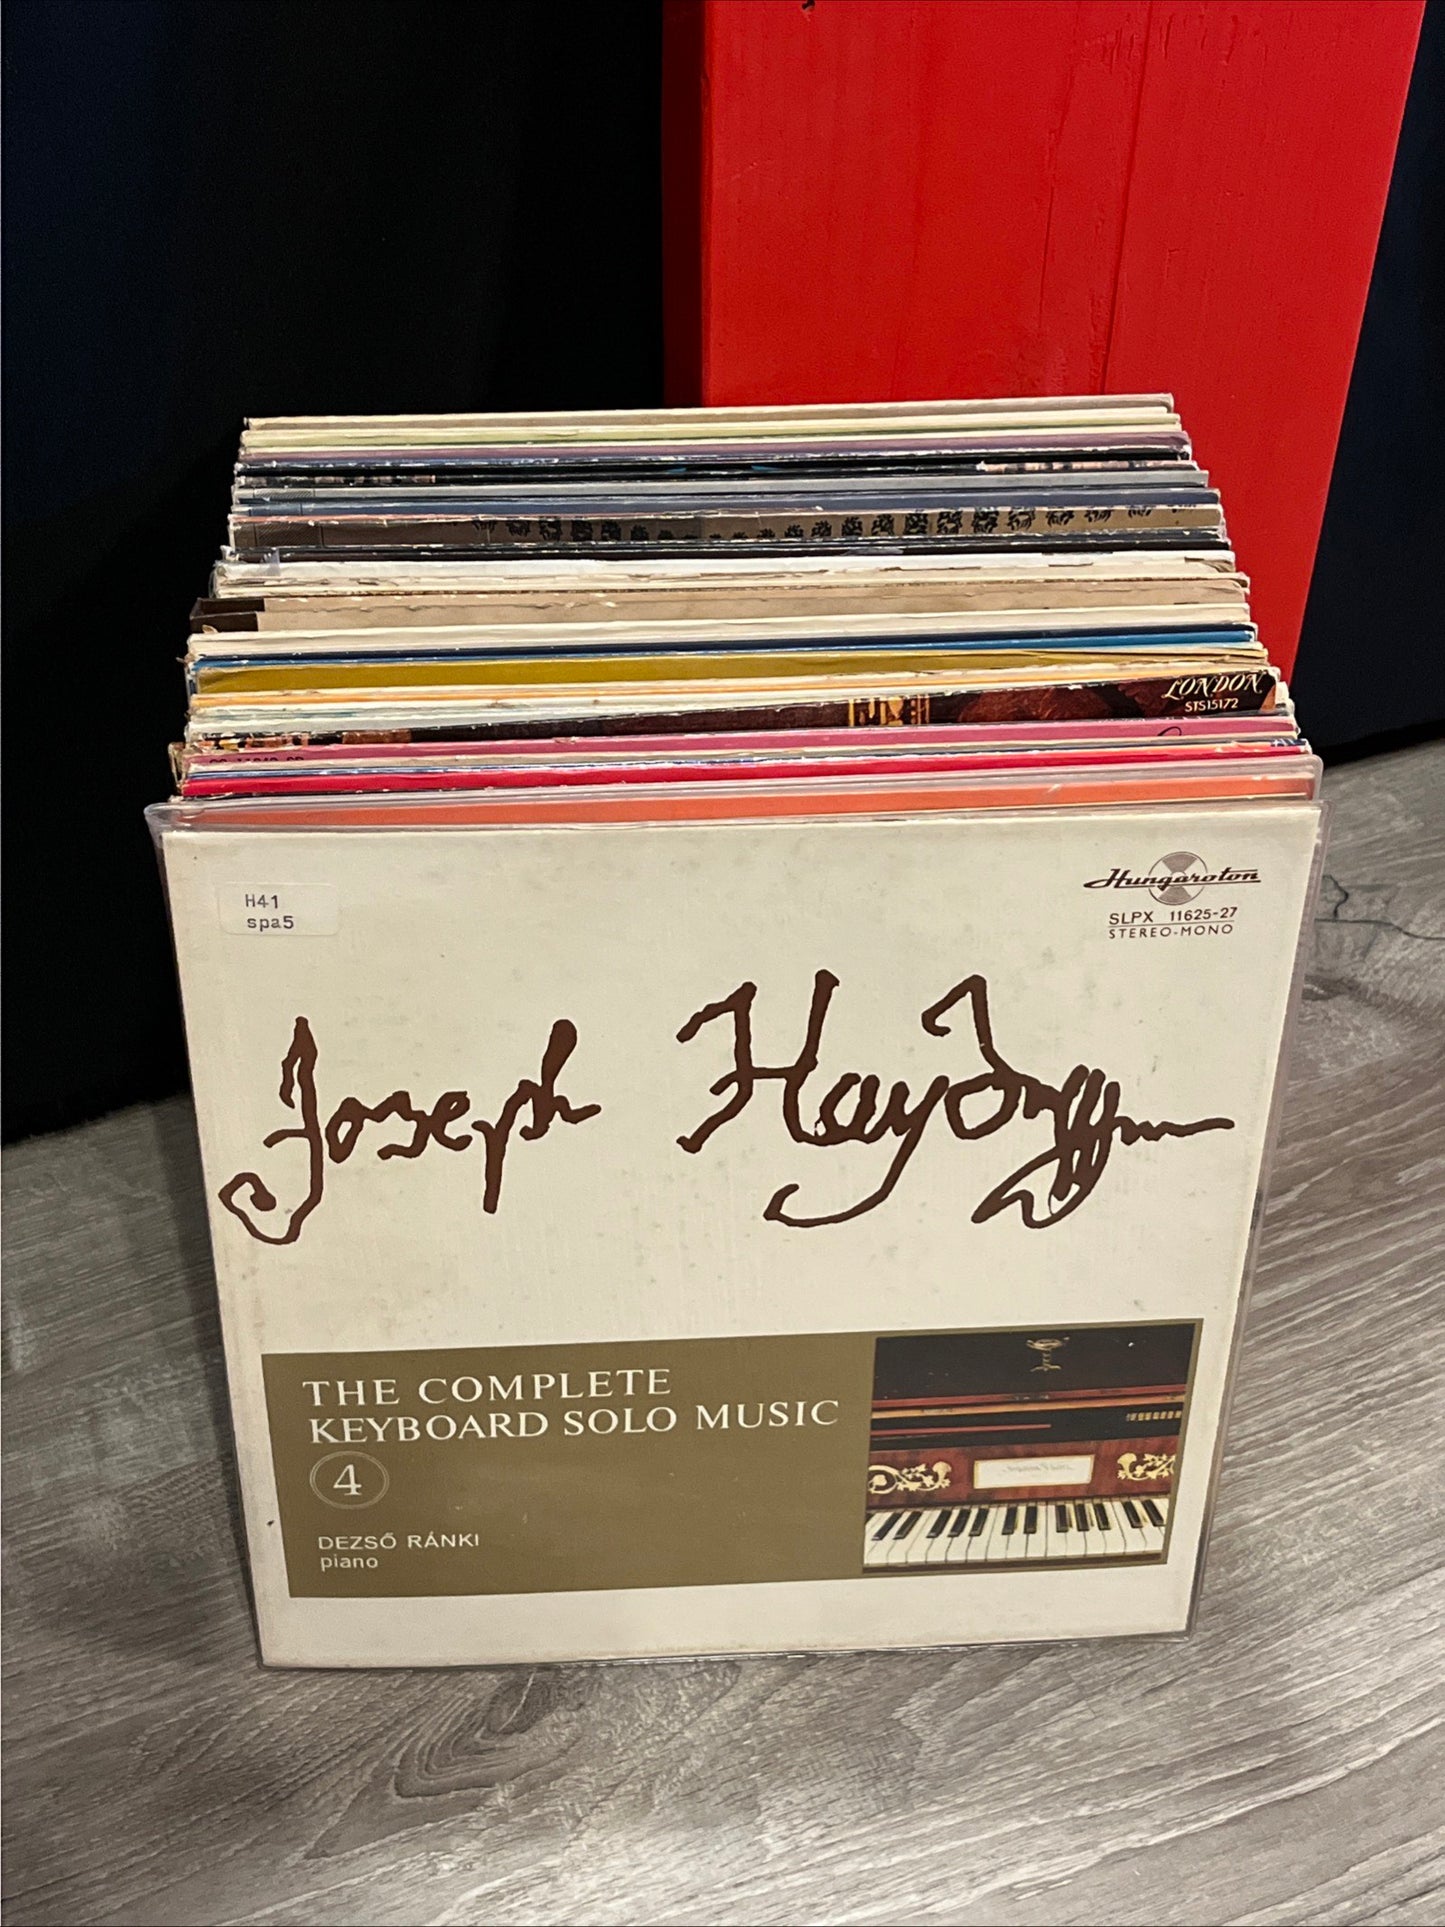 LONDON
STS15172
H41
spa5
Hungaroton
SLPX 11625-27
STEREO-MONO
Joseph Haydn
THE COMPLETE
KEYBOARD SOLO MUSIC
4
DEZSŐ RÁNKI
piano